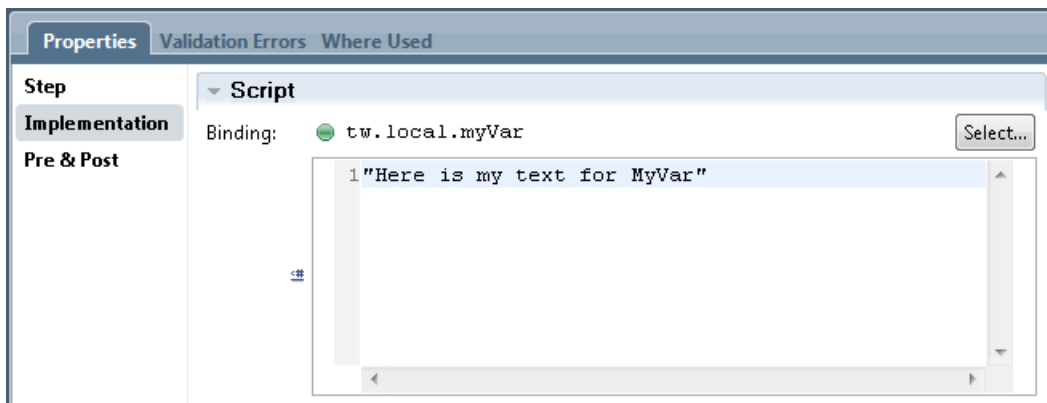 Properties Validation Errors Where Used
Step
Implementation
Pre & Post
Script
Binding: tw.local.myVar Select...
1 "Here is my text for MyVar"
<#